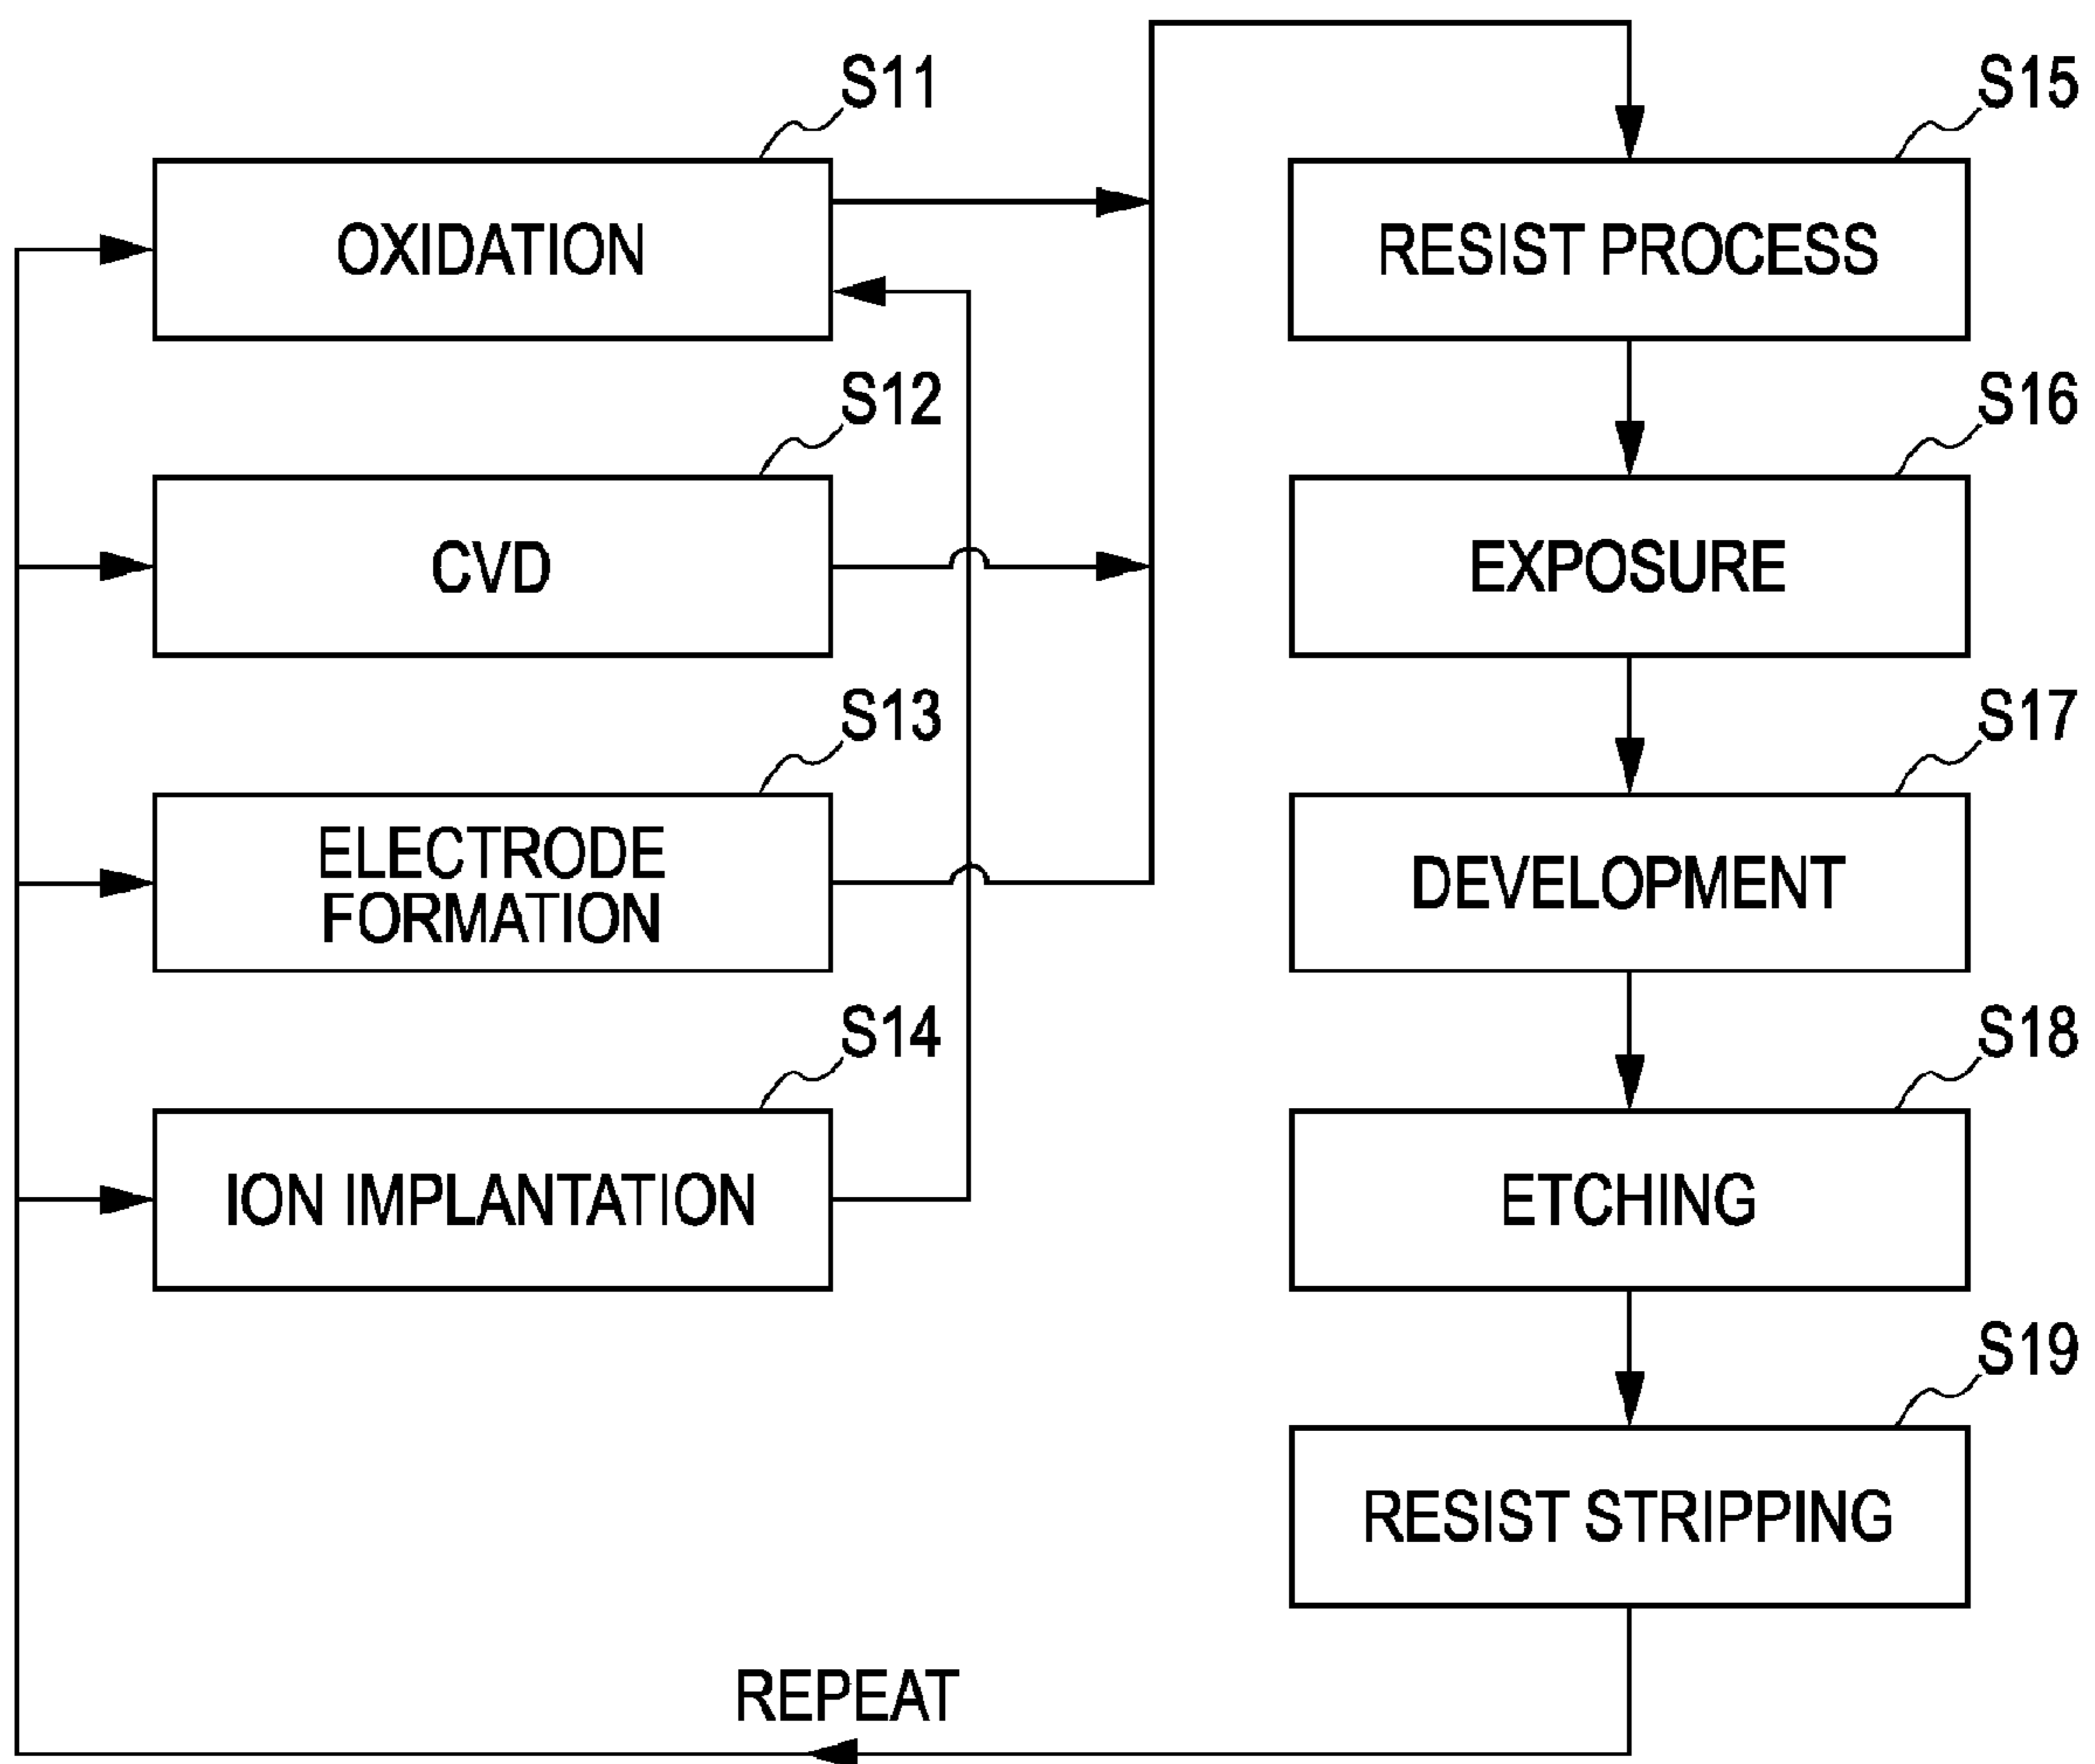 S11
OXIDATION
S12
CVD
S13
ELECTRODE
FORMATION
S14
ION IMPLANTATION
S15
RESIST PROCESS
S16
EXPOSURE
S17
DEVELOPMENT
S18
ETCHING
S19
RESIST STRIPPING
REPEAT